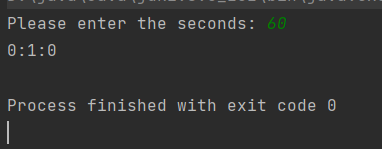 Please enter the seconds: 60
0:1:0
Process finished with exit code 0